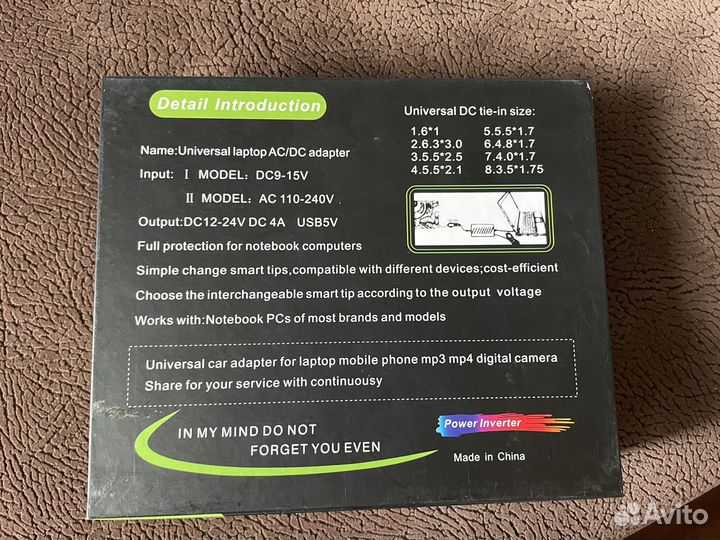 Detail Introduction
Name:Universal laptop AC/DC adapter
Input: I MODEL: DC9-15V
II MODEL: AC 110-240V
Output:DC12-24V DC 4A USB5V
Full protection for notebook computers
Simple change smart tips,compatible with different devices;cost-efficient
Choose the interchangeable smart tip according to the output voltage
Works with:Notebook PCs of most brands and models
Universal DC tie-in size:
1.6*1 5.5.5*1.7
2.6.3*3.0 6.4.8*1.7
3.5.5*2.5 7.4.0*1.7
4.5.5*2.1 8.3.5*1.75
Universal car adapter for laptop mobile phone mp3 mp4 digital camera
Share for your service with continuousy
IN MY MIND DO NOT
FORGET YOU EVEN
Power Inverter
Made in China
Avito